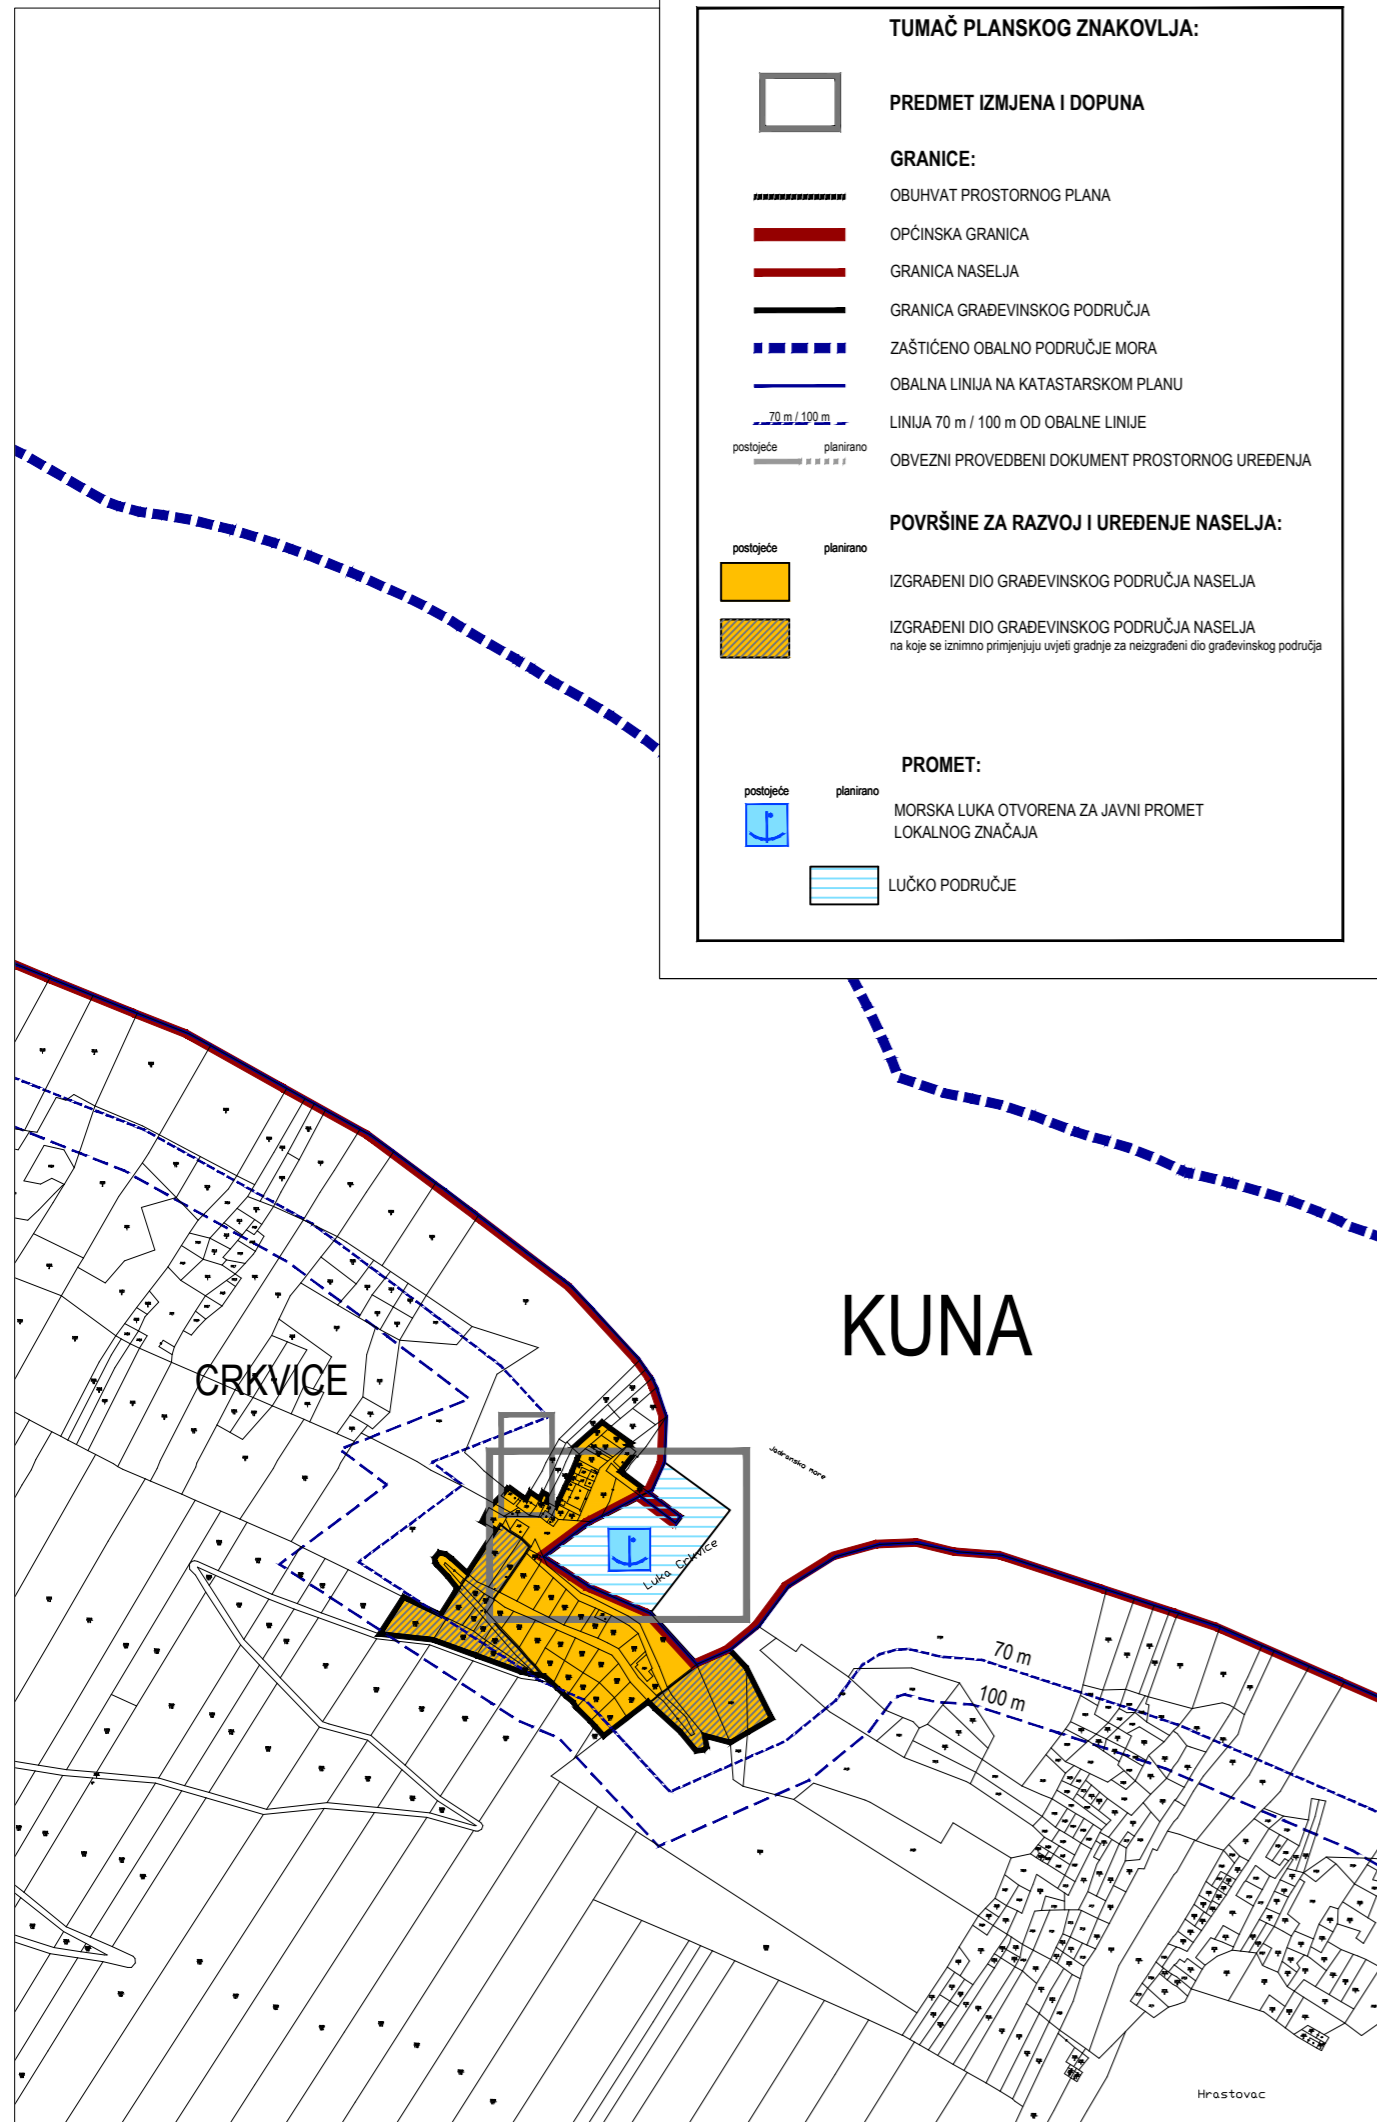 TUMAČ PLANSKOG ZNAKOVLJA:
PREDMET IZMJENA I DOPUNA
GRANICE:
OBUHVAT PROSTORNOG PLANA
OPĆINSKA GRANICA
GRANICA NASELJA
GRANICA GRAĐEVINSKOG PODRUČJA
ZAŠTIĆENO OBALNO PODRUČJE MORA
OBALNA LINIJA NA KATASTARSKOM PLANU
70 m / 100 m LINIJA 70 m / 100 m OD OBALNE LINIJE
postojeće planirano
OBVEZNI PROVEDBENI DOKUMENT PROSTORNOG UREĐENJA
POVRŠINE ZA RAZVOJ I UREĐENJE NASELJA:
postojeće planirano
IZGRAĐENI DIO GRAĐEVINSKOG PODRUČJA NASELJA
IZGRAĐENI DIO GRAĐEVINSKOG PODRUČJA NASELJA
na koje se iznimno primjenjuju uvjeti gradnje za neizgrađeni dio građevinskog područja
PROMET:
postojeće planirano
MORSKA LUKA OTVORENA ZA JAVNI PROMET
LOKALNOG ZNAČAJA
LUČKO PODRUČJE
KUNA
CRKVICE
Jadransko more
Luka Crkvice
70 m
100 m
Hrastovac